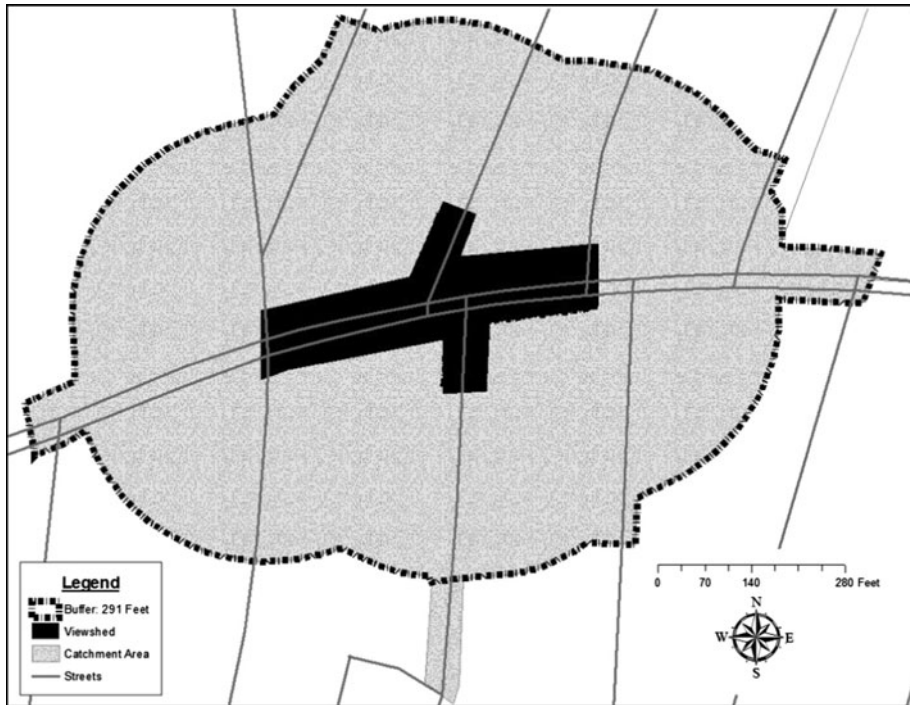 Legend
Buffer: 291 Feet
Viewshed
Catchment Area
Streets
0 70 140 280 Feet
N
W E
S